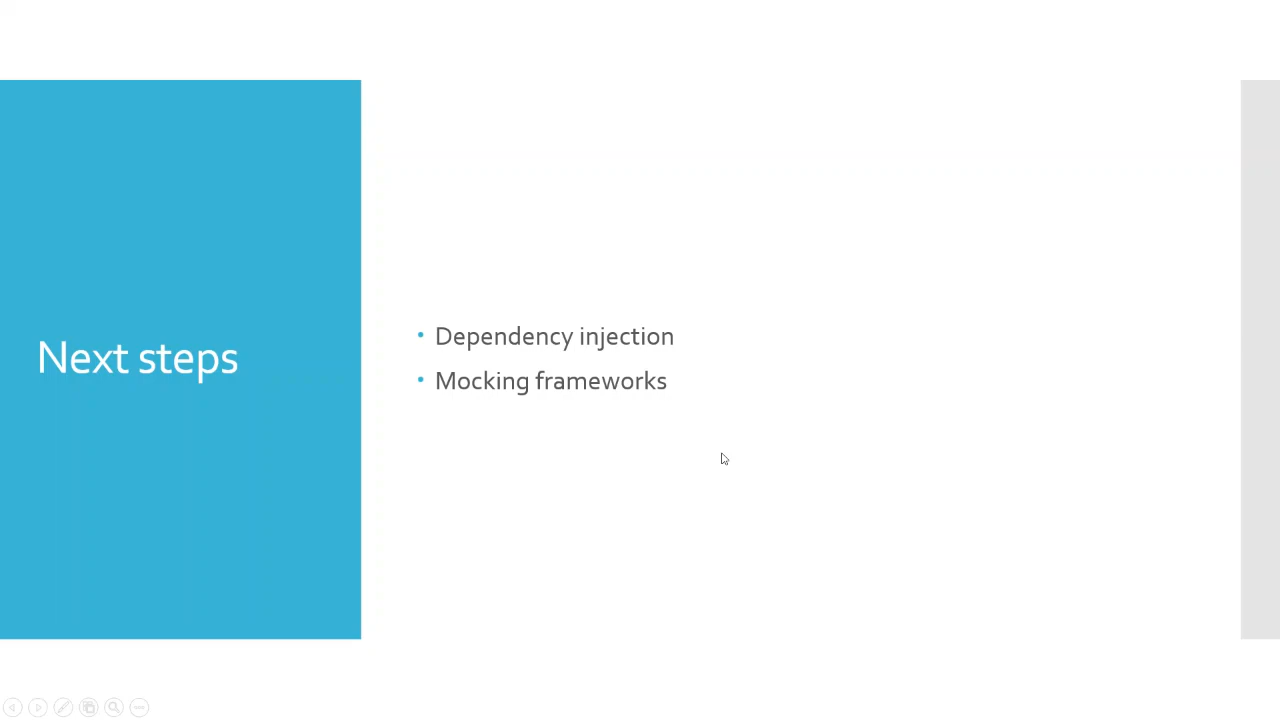 Next steps
• Dependency injection
• Mocking frameworks